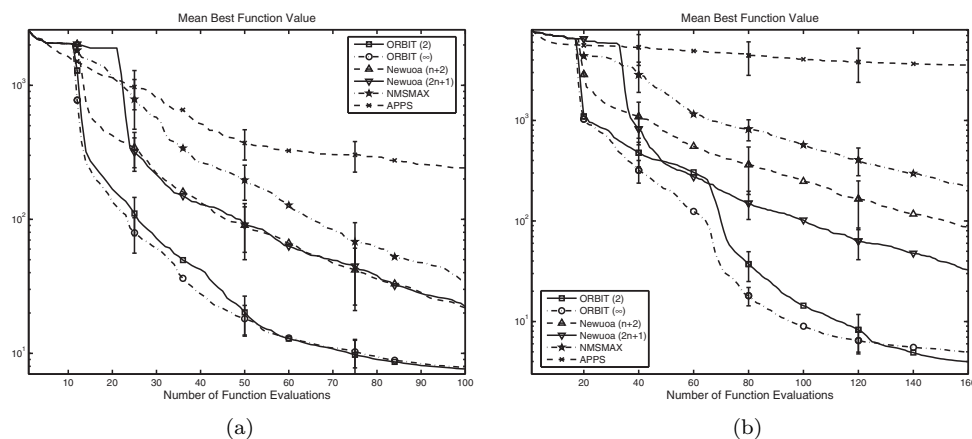 Mean Best Function Value
10³
10²
10¹
ORBIT (2)
ORBIT (∞)
Newuoa (n+2)
Newuoa (2n+1)
NMSMAX
APPS
10 20 30 40 50 60 70 80 90 100
Number of Function Evaluations
(a)
Mean Best Function Value
10³
10²
10¹
ORBIT (2)
ORBIT (∞)
Newuoa (n+2)
Newuoa (2n+1)
NMSMAX
APPS
20 40 60 80 100 120 140 160
Number of Function Evaluations
(b)